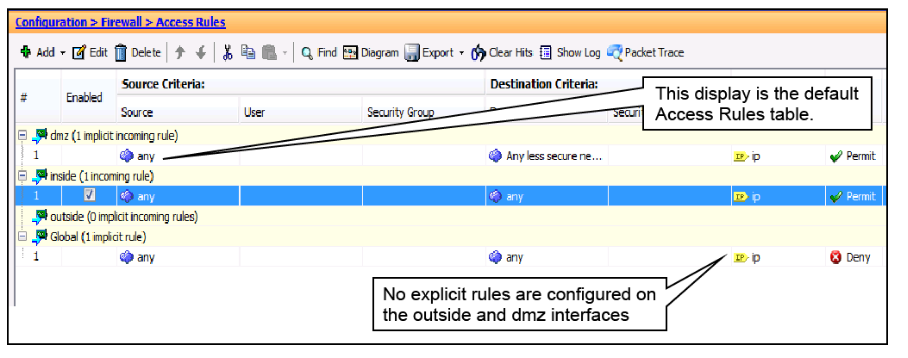 Configuration > Firewall > Access Rules
Add Edit Delete Find Diagram Export Clear Hits Show Log Packet Trace
# Enabled Source Criteria: Destination Criteria:
Source User Security Group
This display is the default
Access Rules table.
dmz (1 implicit incoming rule)
1 any Any less secure ne... ip Permit
inside (1 incoming rule)
1 any any ip Permit
outside (0 implicit incoming rules)
Global (1 implicit rule)
1 any any ip Deny
No explicit rules are configured on
the outside and dmz interfaces